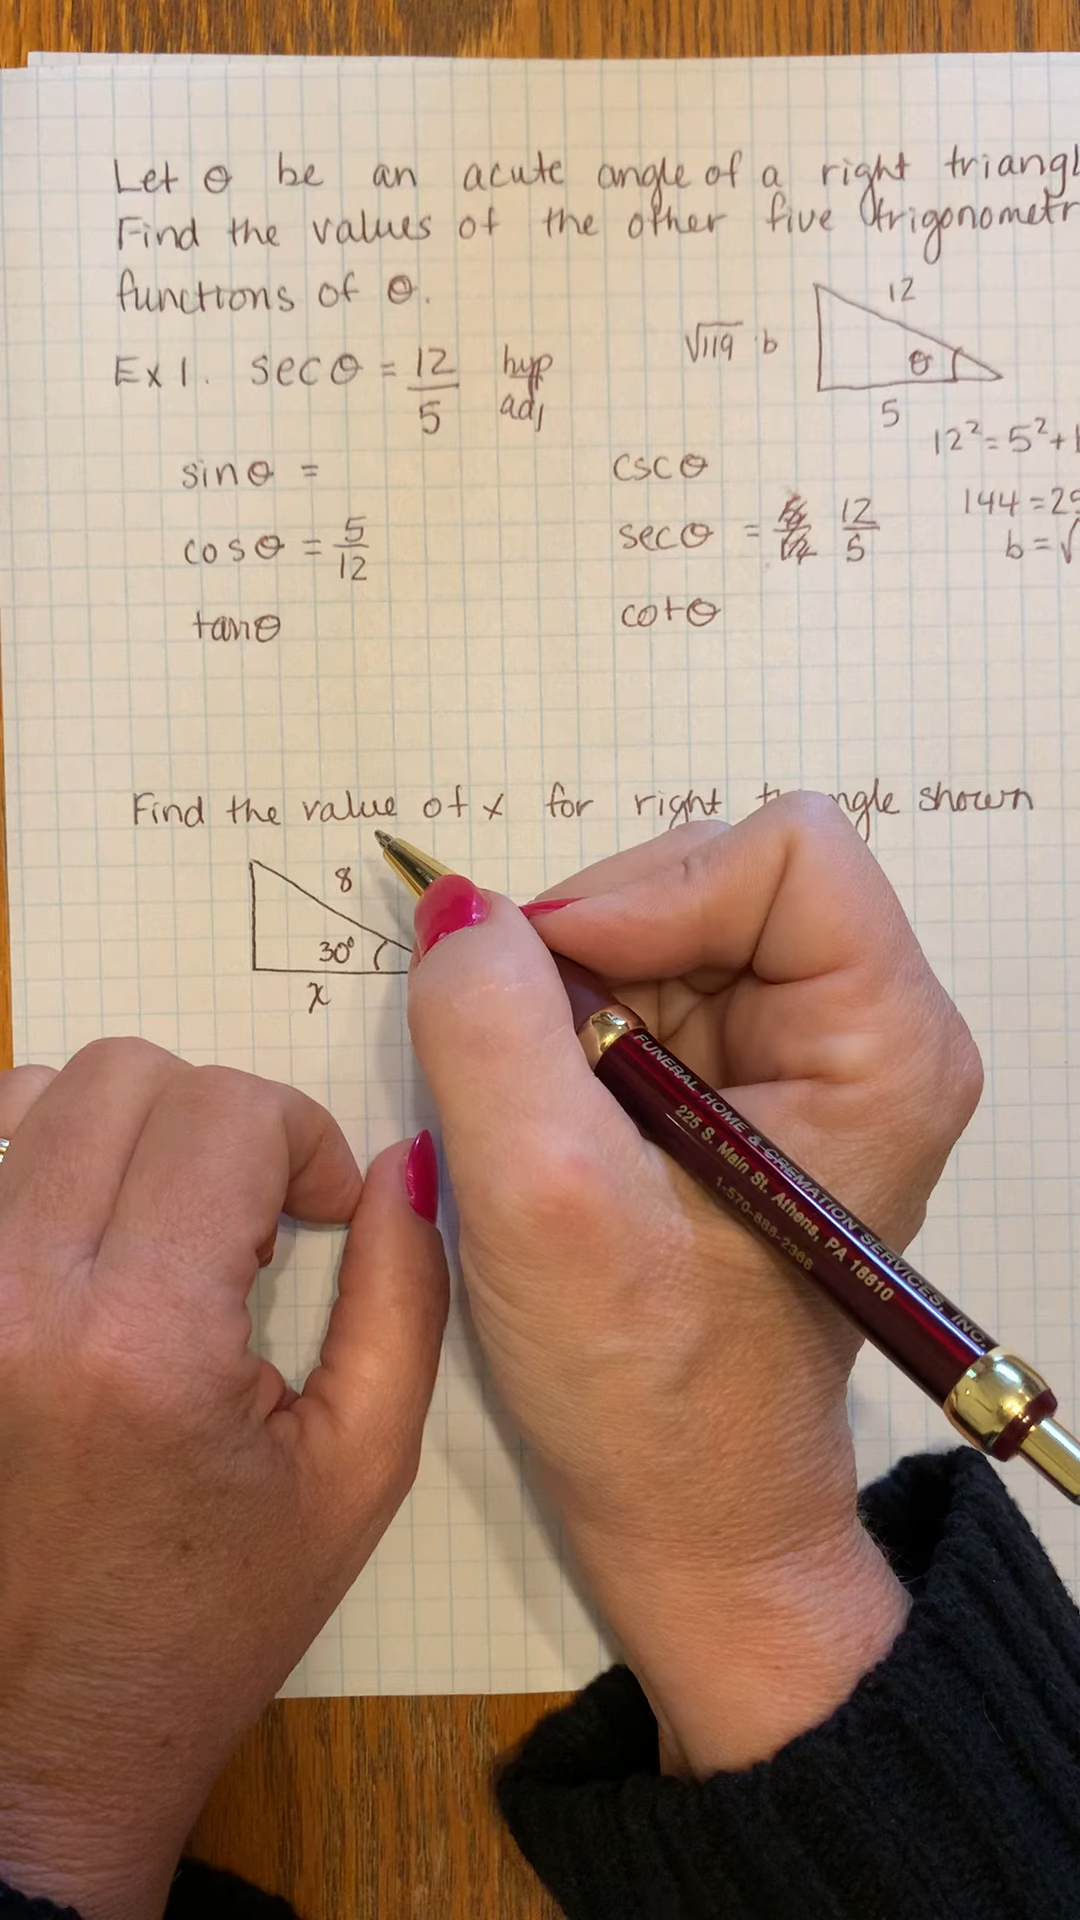 Let θ be an acute angle of a right triangl
Find the values of the other five trigonometr
functions of θ.
12
√119 b
θ
5
Ex 1. secθ = 12/5 hyp/adj
12² = 5² +
sinθ =
cscθ
144 = 25
cosθ = 5/12
secθ = 12/5
b = √
tanθ
cotθ
Find the value of x for right shown
8
30°
x
FUNERAL HOME & CREMATION SERVICES, INC.
225 S. Main St. Athens, PA 18810
1-570-888-2366